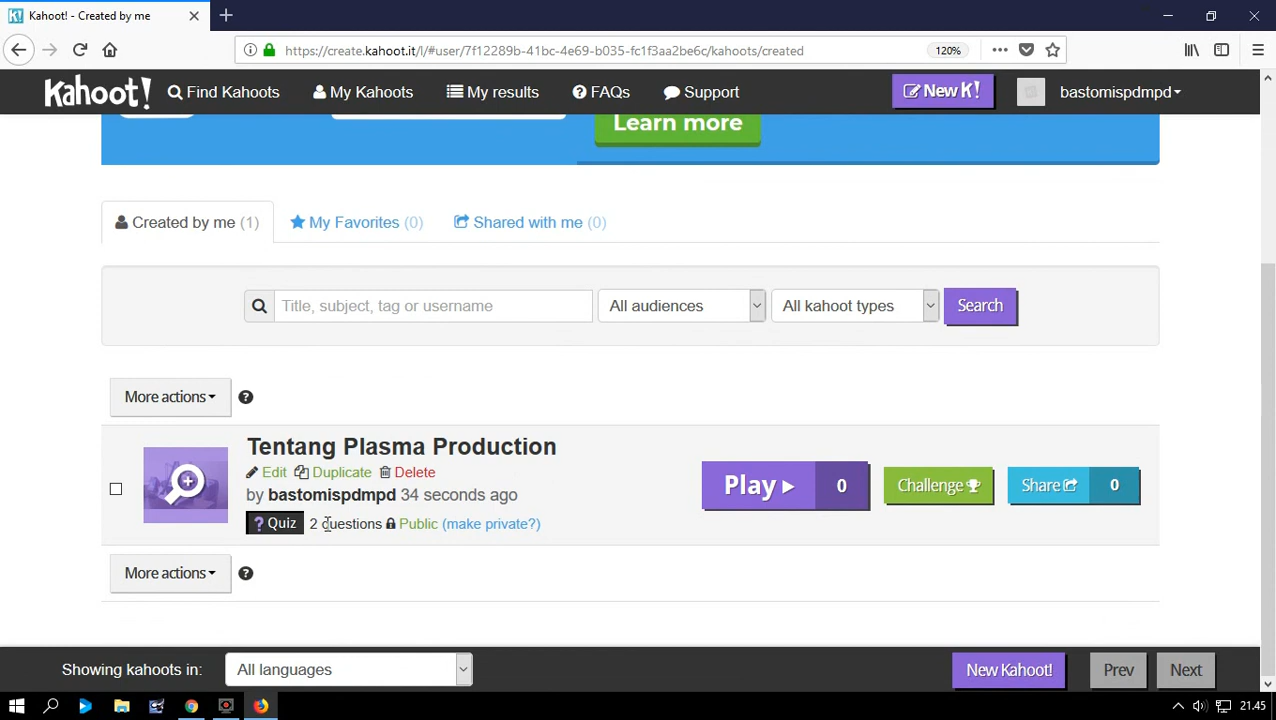 Kahoot! - Created by me
https://create.kahoot.it/l/#user/7f12289b-41bc-4e69-b035-fc1f3aa2be6c/kahoots/created
120%
Kahoot! Find Kahoots My Kahoots My results FAQs Support New K! bastomispdmpd
Learn more
Created by me (1) My Favorites (0) Shared with me (0)
Title, subject, tag or username All audiences All kahoot types Search
More actions
Tentang Plasma Production
Edit Duplicate Delete
by bastomispdmpd 34 seconds ago
Play 0 Challenge Share 0
? Quiz 2 questions Public (make private?)
More actions
Showing kahoots in: All languages New Kahoot! Prev Next
21.45